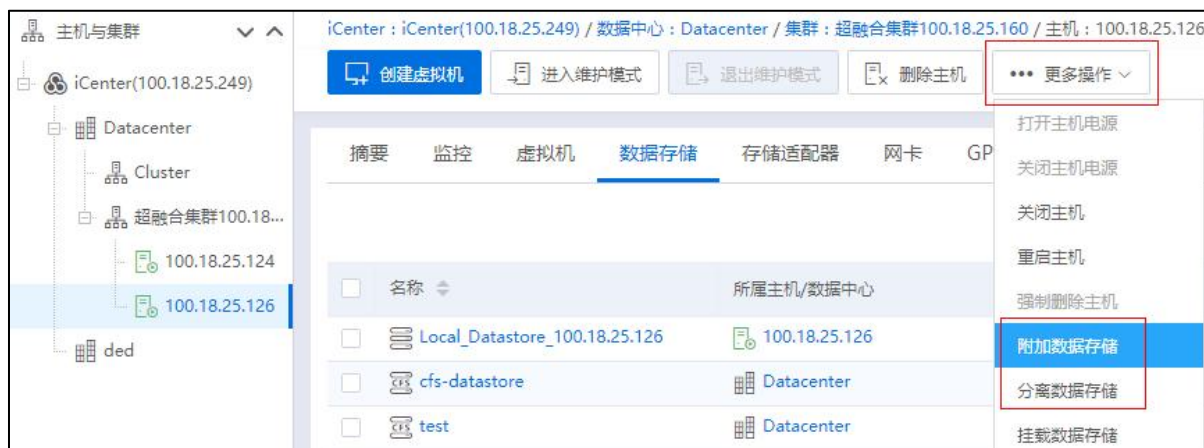 主机与集群
iCenter(100.18.25.249)
Datacenter
Cluster
超融合集群100.18...
100.18.25.124
100.18.25.126
ded
iCenter : iCenter(100.18.25.249) / 数据中心 : Datacenter / 集群 : 超融合集群100.18.25.160 / 主机 : 100.18.25.126
创建虚拟机 进入维护模式 退出维护模式 删除主机 ••• 更多操作
摘要 监控 虚拟机 数据存储 存储适配器 网卡 GP
名称 所属主机/数据中心
Local_Datastore_100.18.25.126 100.18.25.126
CFS cfs-datastore Datacenter
CFS test Datacenter
打开主机电源
关闭主机电源
关闭主机
重启主机
强制删除主机
附加数据存储
分离数据存储
挂载数据存储